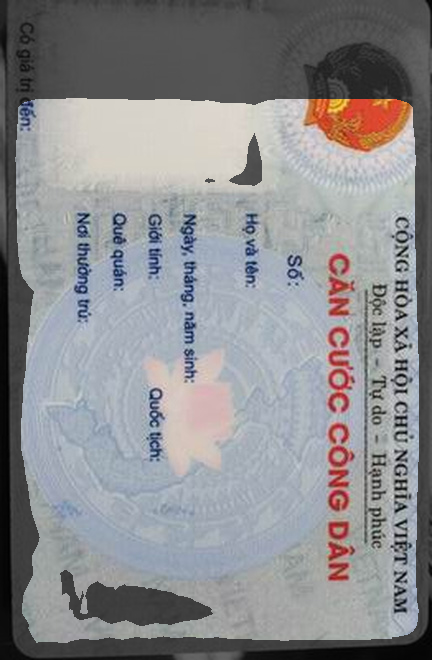 CỘNG HÒA XÃ HỘI CHỦ NGHĨA VIỆT NAM
Độc lập - Tự do - Hạnh phúc
CĂN CƯỚC CÔNG DÂN
Số:
Họ và tên:
Ngày, tháng, năm sinh:
Giới tính: Quốc tịch:
Quê quán:
Nơi thường trú:
Có giá trị đến: